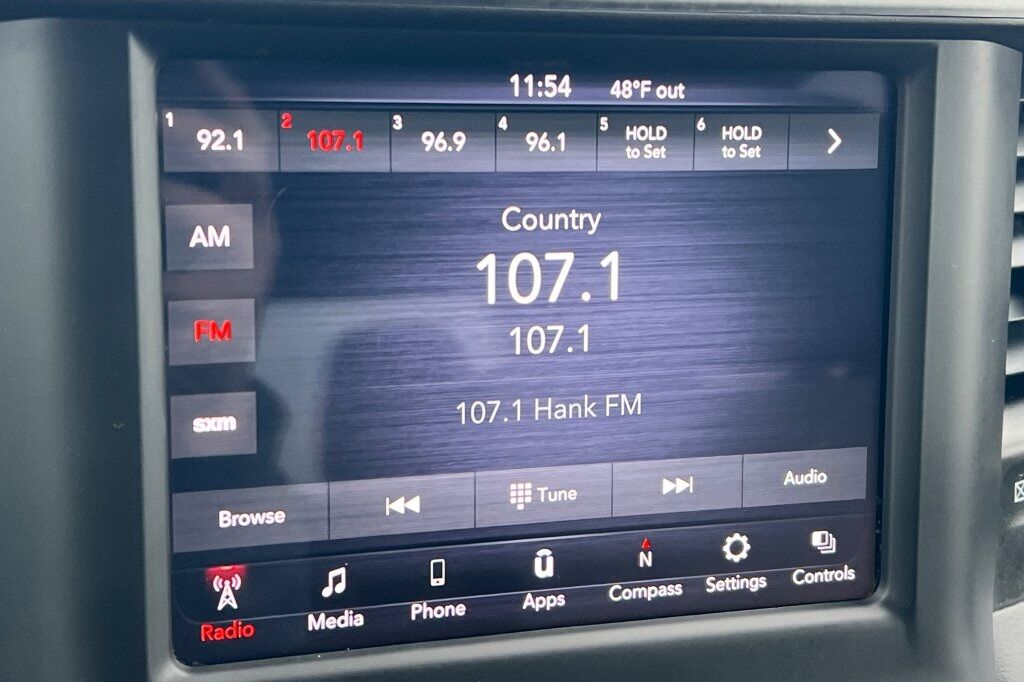 11:54 48°F out
1 92.1 2 107.1 3 96.9 4 96.1 5 HOLD to Set 6 HOLD to Set
AM
FM
sxm
Country
107.1
107.1
107.1 Hank FM
Browse Tune Audio
Radio Media Phone Apps N Compass Settings Controls